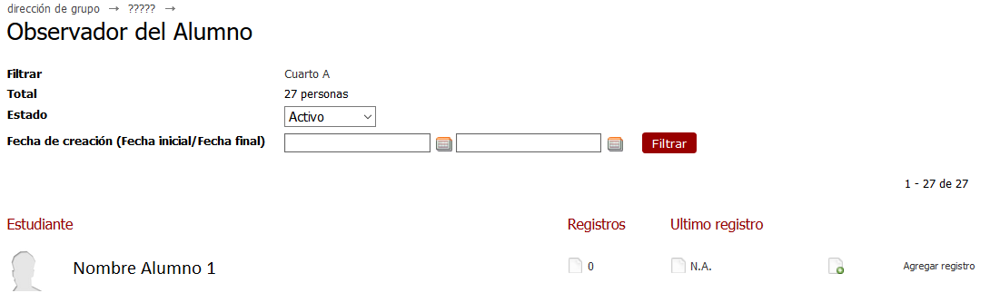 dirección de grupo → ????? →
Observador del Alumno
Filtrar Cuarto A
Total 27 personas
Estado Activo
Fecha de creación (Fecha inicial/Fecha final) Filtrar
1 - 27 de 27
Estudiante Registros Ultimo registro
Nombre Alumno 1 0 N.A. Agregar registro